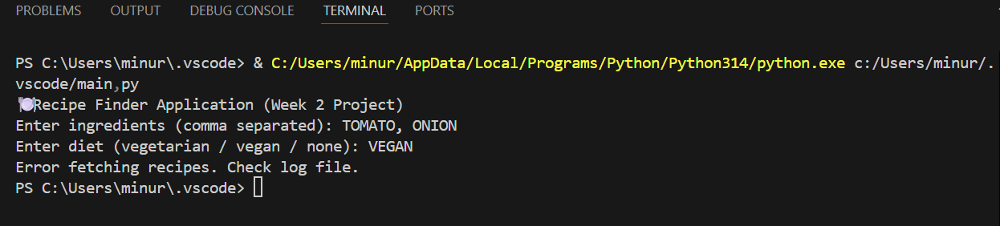 PROBLEMS OUTPUT DEBUG CONSOLE TERMINAL PORTS
PS C:\Users\minur\.vscode> & C:/Users/minur/AppData/Local/Programs/Python/Python314/python.exe c:/Users/minur/.
vscode/main,py
🍽️Recipe Finder Application (Week 2 Project)
Enter ingredients (comma separated): TOMATO, ONION
Enter diet (vegetarian / vegan / none): VEGAN
Error fetching recipes. Check log file.
PS C:\Users\minur\.vscode>